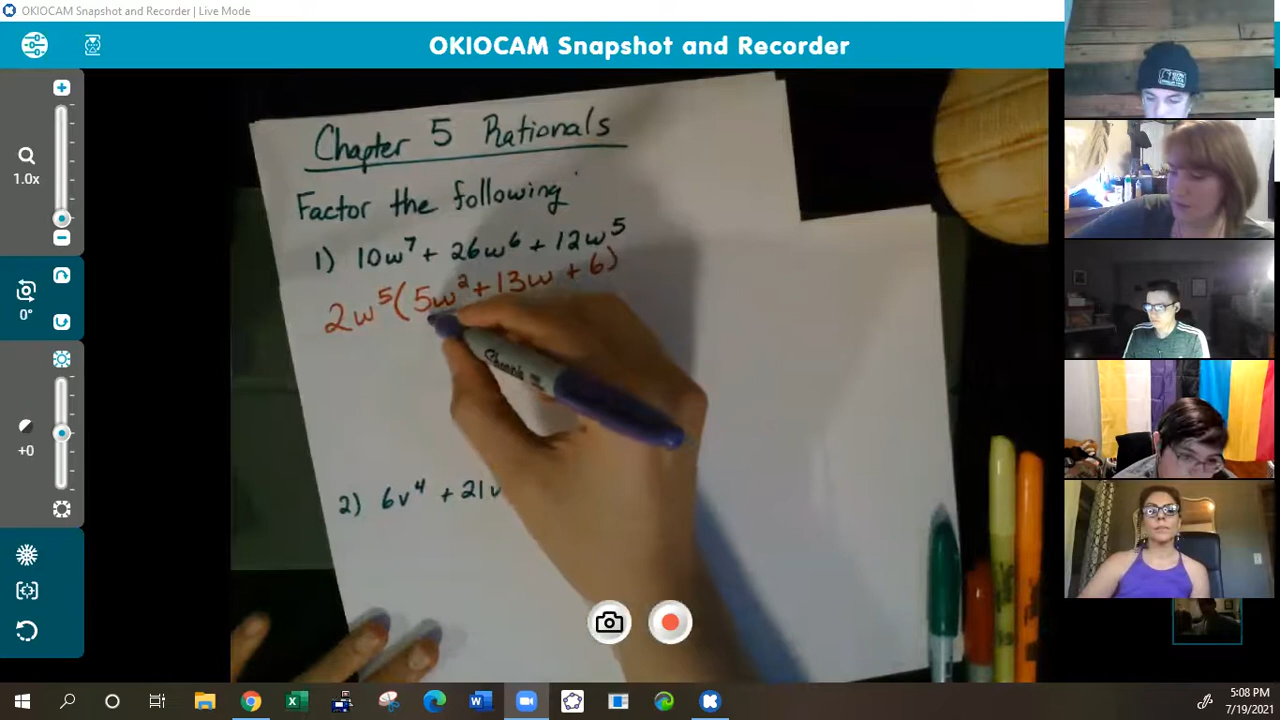 OKIOCAM Snapshot and Recorder | Live Mode
OKIOCAM Snapshot and Recorder
1.0x
0°
+0
Chapter 5 Rationals
Factor the following
1) 10w⁷ + 26w⁶ + 12w⁵
2w⁵(5w² + 13w + 6)
2) 6v⁴ + 21v
Sharpie
5:08 PM
7/19/2021